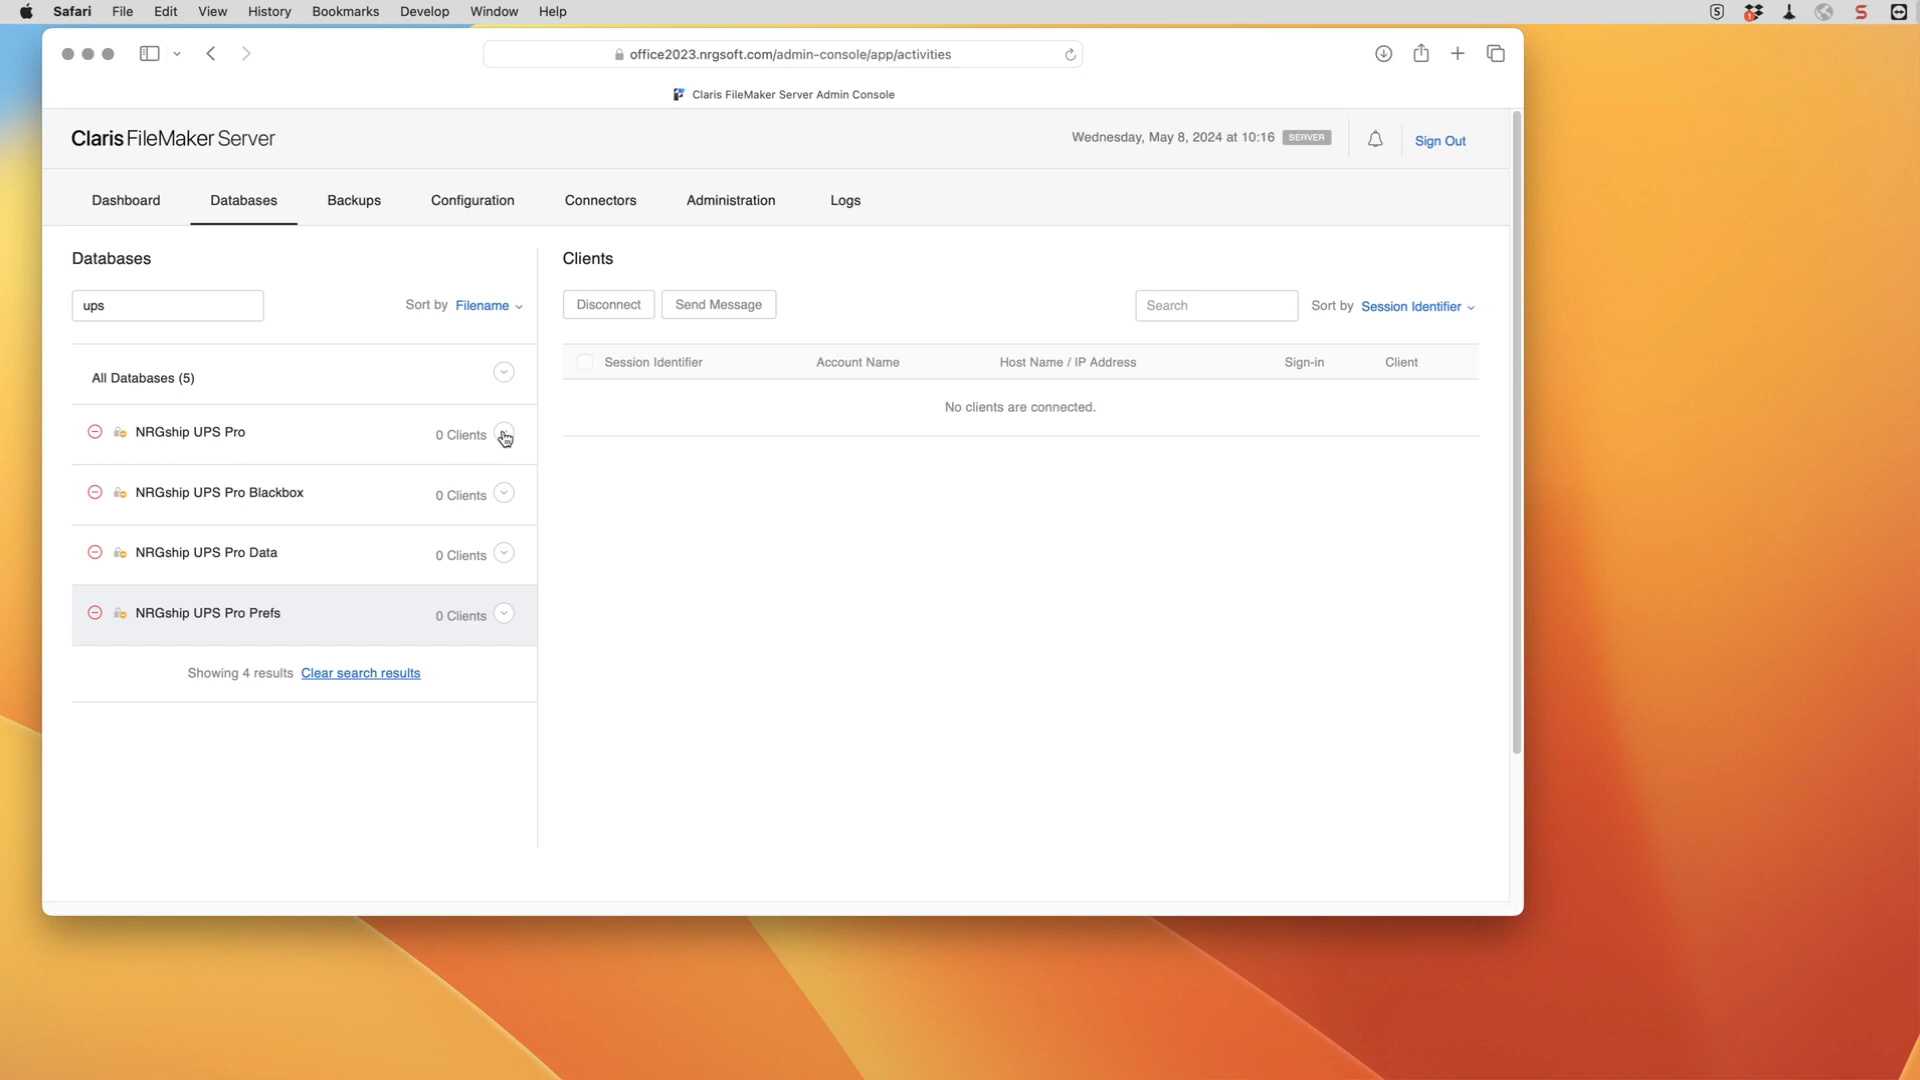 Safari File Edit View History Bookmarks Develop Window Help
office2023.nrgsoft.com/admin-console/app/activities
Claris FileMaker Server Admin Console
Claris FileMaker Server
Wednesday, May 8, 2024 at 10:16 SERVER
Sign Out
Dashboard Databases Backups Configuration Connectors Administration Logs
Databases
ups
Sort by Filename
All Databases (5)
NRGship UPS Pro 0 Clients
NRGship UPS Pro Blackbox 0 Clients
NRGship UPS Pro Data 0 Clients
NRGship UPS Pro Prefs 0 Clients
Showing 4 results Clear search results
Clients
Disconnect Send Message
Search
Sort by Session Identifier
Session Identifier Account Name Host Name / IP Address Sign-in Client
No clients are connected.